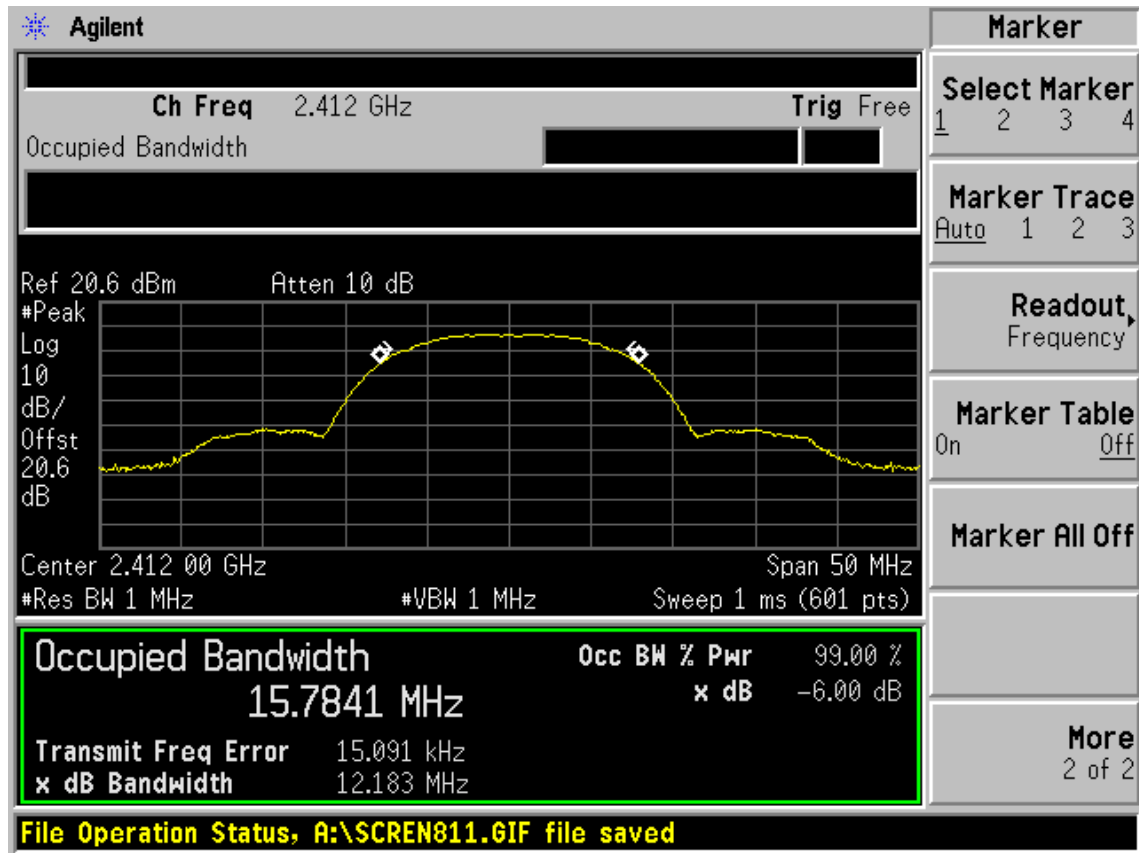 Agilent
Ch Freq 2.412 GHz Trig Free
Occupied Bandwidth
Ref 20.6 dBm Atten 10 dB
#Peak
Log
10
dB/
Offst
20.6
dB
Center 2.412 00 GHz Span 50 MHz
#Res BW 1 MHz #VBW 1 MHz Sweep 1 ms (601 pts)
Occupied Bandwidth Occ BW % Pwr 99.00 %
15.7841 MHz x dB -6.00 dB
Transmit Freq Error 15.091 kHz
x dB Bandwidth 12.183 MHz
File Operation Status, A:\SCREN811.GIF file saved
Marker
Select Marker
1 2 3 4
Marker Trace
Auto 1 2 3
Readout
Frequency
Marker Table
On Off
Marker All Off
More
2 of 2